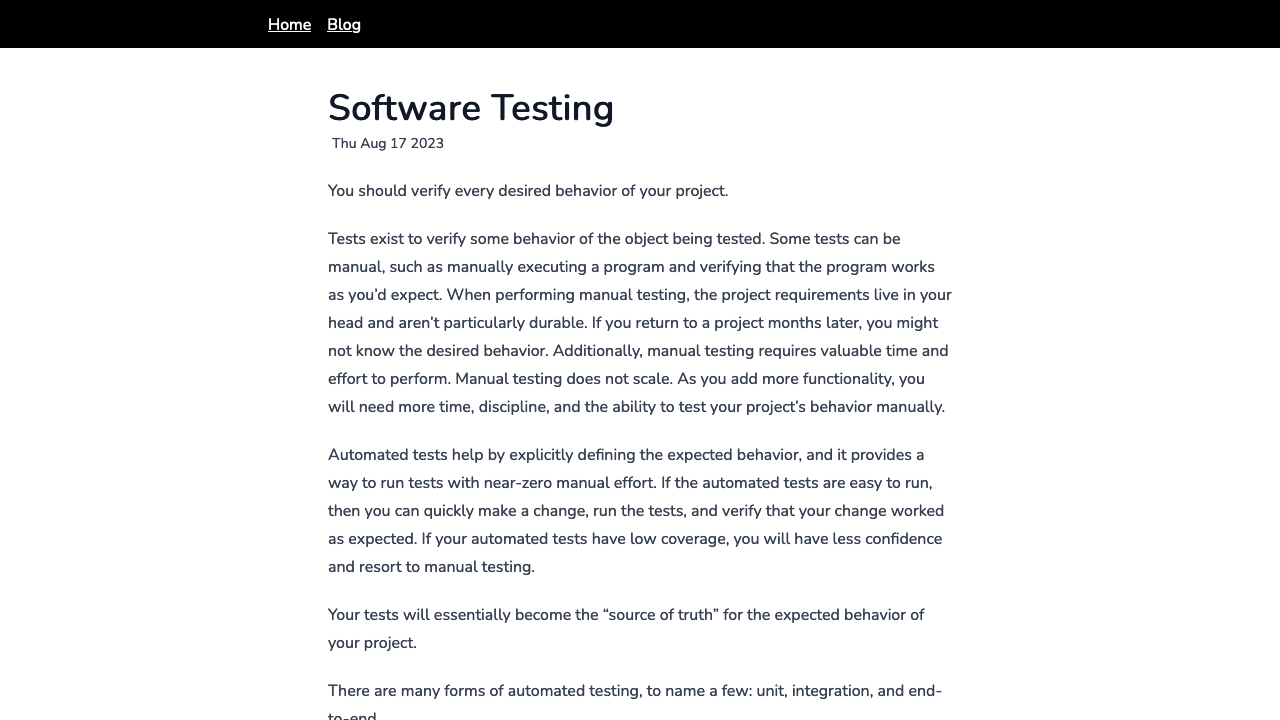 Home Blog
Software Testing
Thu Aug 17 2023
You should verify every desired behavior of your project.
Tests exist to verify some behavior of the object being tested. Some tests can be
manual, such as manually executing a program and verifying that the program works
as you’d expect. When performing manual testing, the project requirements live in your
head and aren’t particularly durable. If you return to a project months later, you might
not know the desired behavior. Additionally, manual testing requires valuable time and
effort to perform. Manual testing does not scale. As you add more functionality, you
will need more time, discipline, and the ability to test your project’s behavior manually.
Automated tests help by explicitly defining the expected behavior, and it provides a
way to run tests with near-zero manual effort. If the automated tests are easy to run,
then you can quickly make a change, run the tests, and verify that your change worked
as expected. If your automated tests have low coverage, you will have less confidence
and resort to manual testing.
Your tests will essentially become the “source of truth” for the expected behavior of
your project.
There are many forms of automated testing, to name a few: unit, integration, and end-
to-end